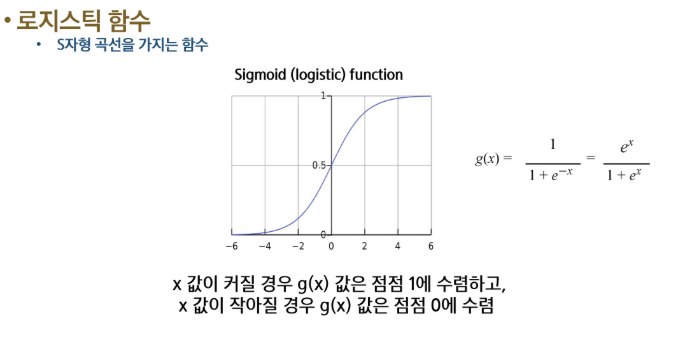 • 로지스틱 함수
• S자형 곡선을 가지는 함수
Sigmoid (logistic) function
1
0.5
0
−6 −4 −2 0 2 4 6
g(x) = 1 / (1 + e^−x) = e^x / (1 + e^x)
x 값이 커질 경우 g(x) 값은 점점 1에 수렴하고,
x 값이 작아질 경우 g(x) 값은 점점 0에 수렴